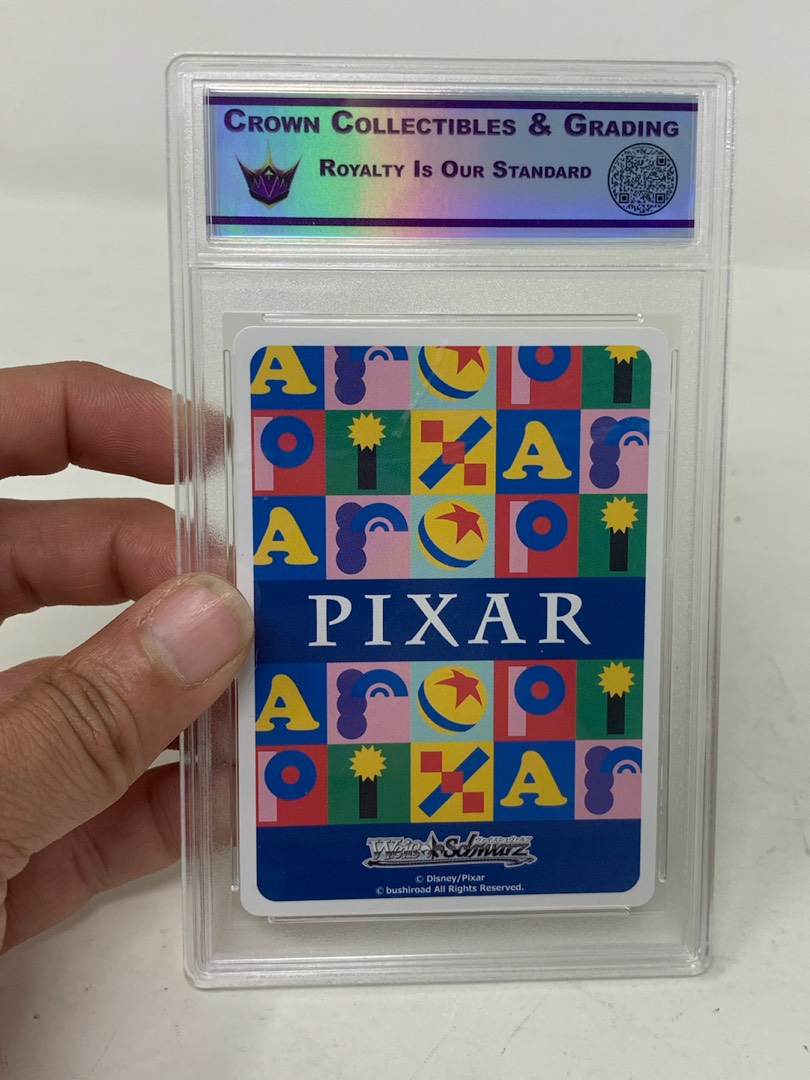 CROWN COLLECTIBLES & GRADING
ROYALTY IS OUR STANDARD
PIXAR
Weiß Schwarz
© Disney/Pixar
© bushiroad All Rights Reserved.